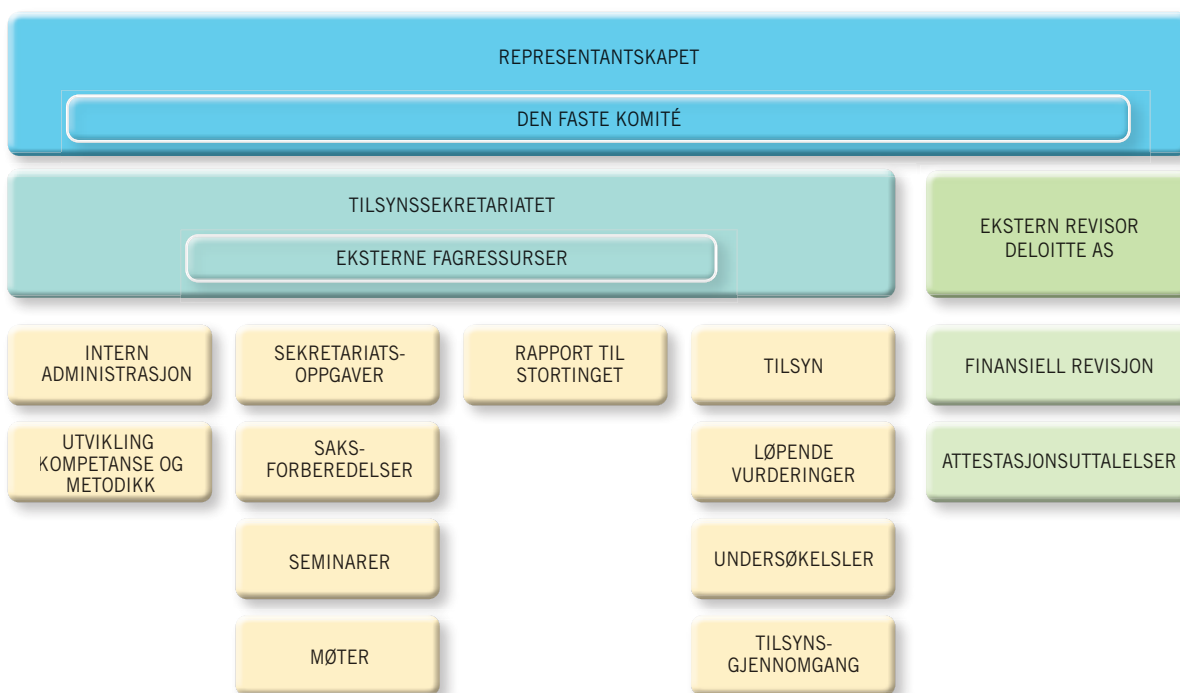 REPRESENTANTSKAPET
DEN FASTE KOMITÉ
TILSYNSSEKRETARIATET
EKSTERNE FAGRESSURSER
EKSTERN REVISOR
DELOITTE AS
INTERN
ADMINISTRASJON
SEKRETARIATS-
OPPGAVER
RAPPORT TIL
STORTINGET
TILSYN
FINANSIELL REVISJON
UTVIKLING
KOMPETANSE OG
METODIKK
SAKS-
FORBEREDELSER
LØPENDE
VURDERINGER
ATTESTASJONSUTTALELSER
SEMINARER
UNDERSØKELSLER
MØTER
TILSYNS-
GJENNOMGANG